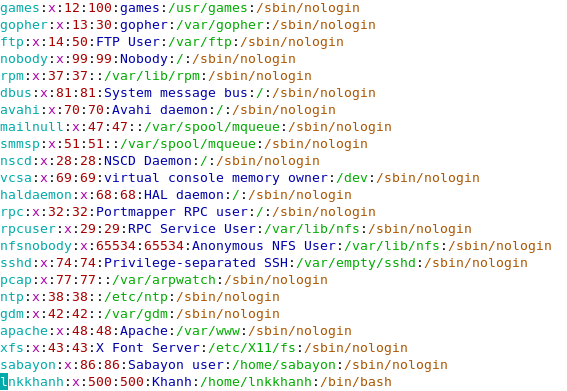 games:x:12:100:games:/usr/games:/sbin/nologin
gopher:x:13:30:gopher:/var/gopher:/sbin/nologin
ftp:x:14:50:FTP User:/var/ftp:/sbin/nologin
nobody:x:99:99:Nobody:/:/sbin/nologin
rpm:x:37:37::/var/lib/rpm:/sbin/nologin
dbus:x:81:81:System message bus:/:/sbin/nologin
avahi:x:70:70:Avahi daemon:/:/sbin/nologin
mailnull:x:47:47::/var/spool/mqueue:/sbin/nologin
smmsp:x:51:51::/var/spool/mqueue:/sbin/nologin
nscd:x:28:28:NSCD Daemon:/:/sbin/nologin
vcsa:x:69:69:virtual console memory owner:/dev:/sbin/nologin
haldaemon:x:68:68:HAL daemon:/:/sbin/nologin
rpc:x:32:32:Portmapper RPC user:/:/sbin/nologin
rpcuser:x:29:29:RPC Service User:/var/lib/nfs:/sbin/nologin
nfsnobody:x:65534:65534:Anonymous NFS User:/var/lib/nfs:/sbin/nologin
sshd:x:74:74:Privilege-separated SSH:/var/empty/sshd:/sbin/nologin
pcap:x:77:77::/var/arpwatch:/sbin/nologin
ntp:x:38:38::/etc/ntp:/sbin/nologin
gdm:x:42:42::/var/gdm:/sbin/nologin
apache:x:48:48:Apache:/var/www:/sbin/nologin
xfs:x:43:43:X Font Server:/etc/X11/fs:/sbin/nologin
sabayon:x:86:86:Sabayon user:/home/sabayon:/sbin/nologin
lnkkhanh:x:500:500:Khanh:/home/lnkkhanh:/bin/bash